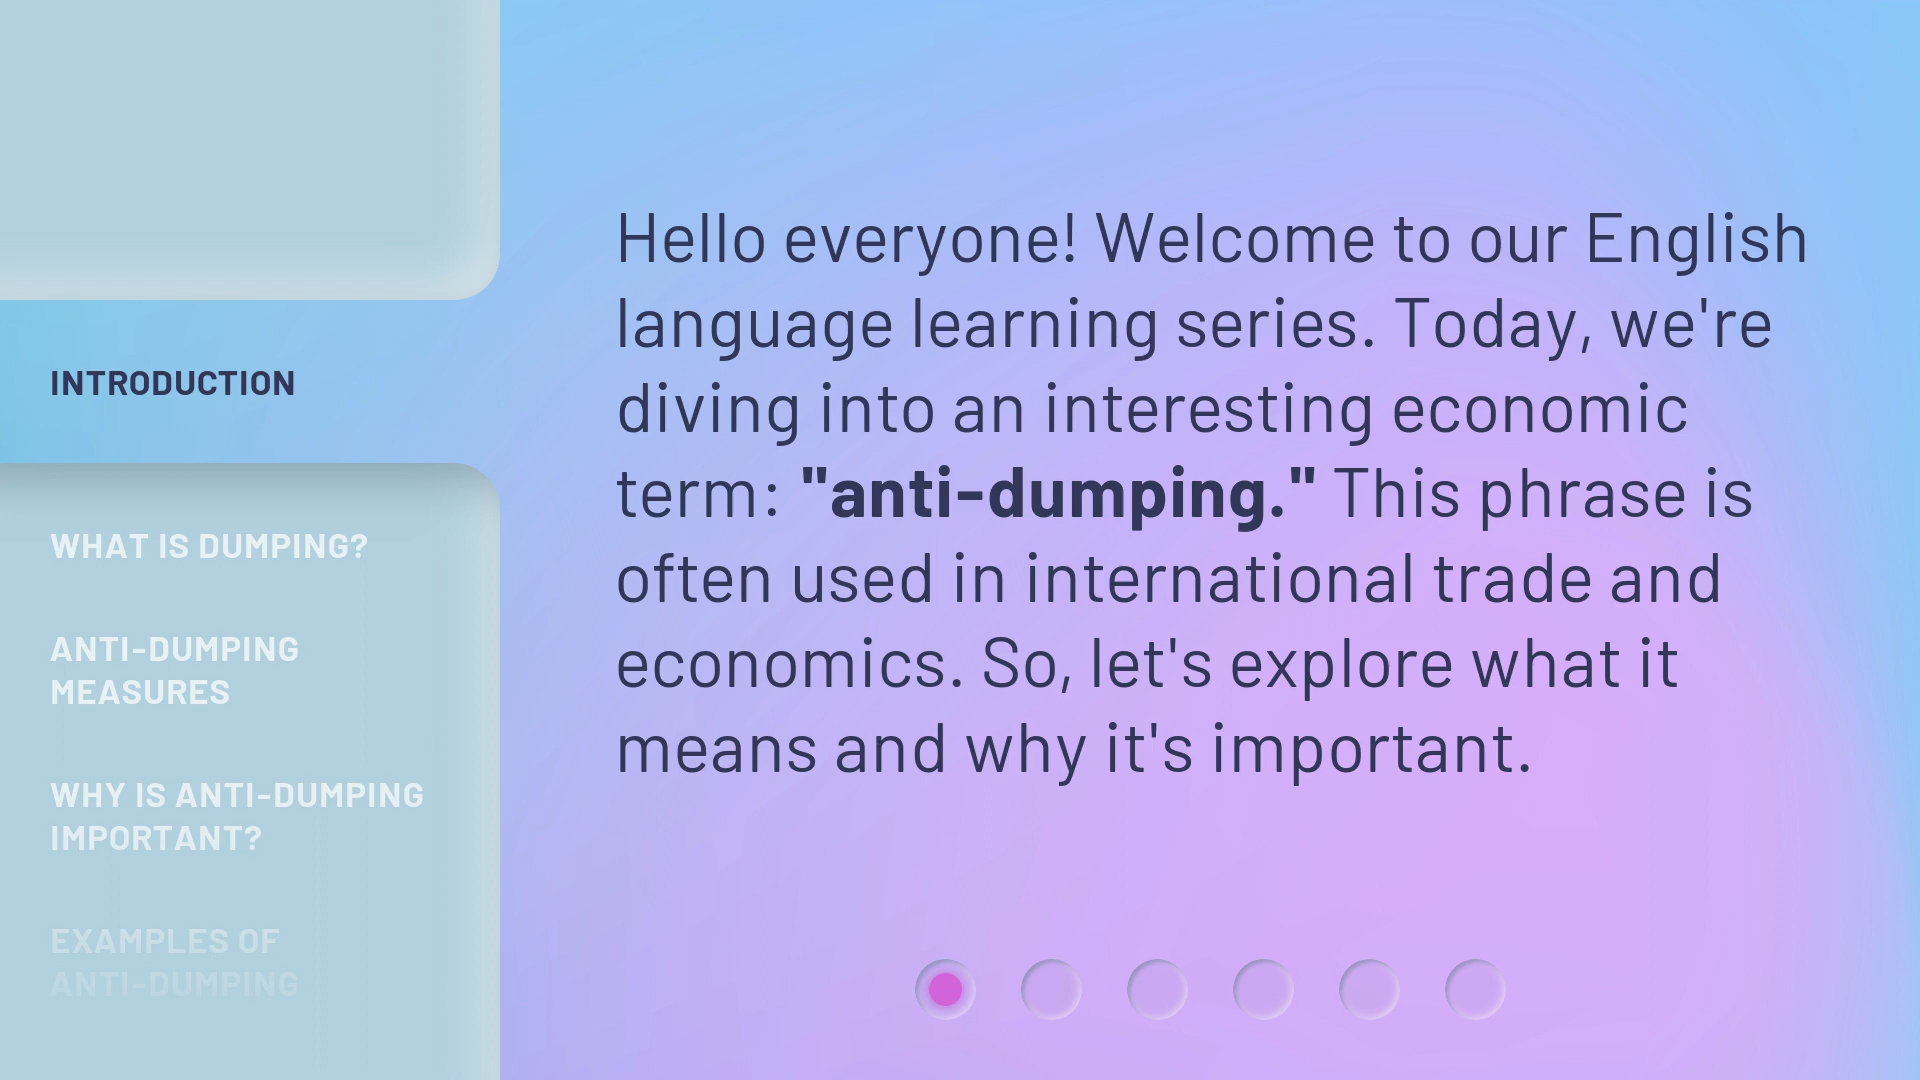 INTRODUCTION
WHAT IS DUMPING?
ANTI-DUMPING
MEASURES
WHY IS ANTI-DUMPING
IMPORTANT?
EXAMPLES OF
ANTI-DUMPING
Hello everyone! Welcome to our English
language learning series. Today, we're
diving into an interesting economic
term: "anti-dumping." This phrase is
often used in international trade and
economics. So, let's explore what it
means and why it's important.